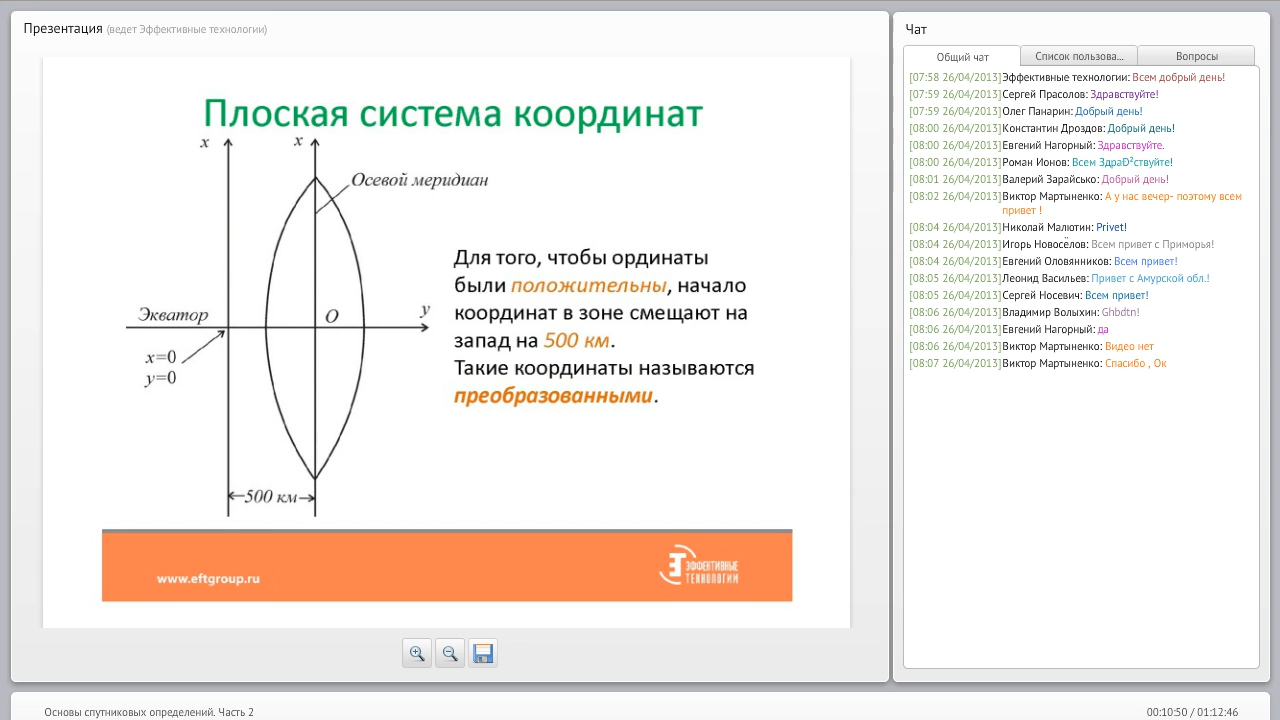 Презентация (ведет Эффективные технологии)
Плоская система координат
x
x
Осевой меридиан
Для того, чтобы ординаты
были положительны, начало
координат в зоне смещают на
запад на 500 км.
Такие координаты называются
преобразованными.
Экватор
O
y
x=0
y=0
500 км
www.eftgroup.ru
ЭФФЕКТИВНЫЕ
ТЕХНОЛОГИИ
Чат
Общий чат
Список пользова...
Вопросы
[07:58 26/04/2013]Эффективные технологии: Всем добрый день!
[07:59 26/04/2013]Сергей Прасолов: Здравствуйте!
[07:59 26/04/2013]Олег Панарин: Добрый день!
[08:00 26/04/2013]Константин Дроздов: Добрый день!
[08:00 26/04/2013]Евгений Нагорный: Здравствуйте.
[08:00 26/04/2013]Роман Ионов: Всем ЗдраÐ²ствуйте!
[08:01 26/04/2013]Валерий Зарайсько: Добрый день!
[08:02 26/04/2013]Виктор Мартыненко: А у нас вечер- поэтому всем
привет !
[08:04 26/04/2013]Николай Малютин: Privet!
[08:04 26/04/2013]Игорь Новосёлов: Всем привет с Приморья!
[08:04 26/04/2013]Евгений Оловянников: Всем привет!
[08:05 26/04/2013]Леонид Васильев: Привет с Амурской обл.!
[08:05 26/04/2013]Сергей Носевич: Всем привет!
[08:06 26/04/2013]Владимир Волыхин: Ghbdtn!
[08:06 26/04/2013]Евгений Нагорный: да
[08:06 26/04/2013]Виктор Мартыненко: Видео нет
[08:07 26/04/2013]Виктор Мартыненко: Спасибо , Ок
Основы спутниковых определений. Часть 2
00:10:50 / 01:12:46